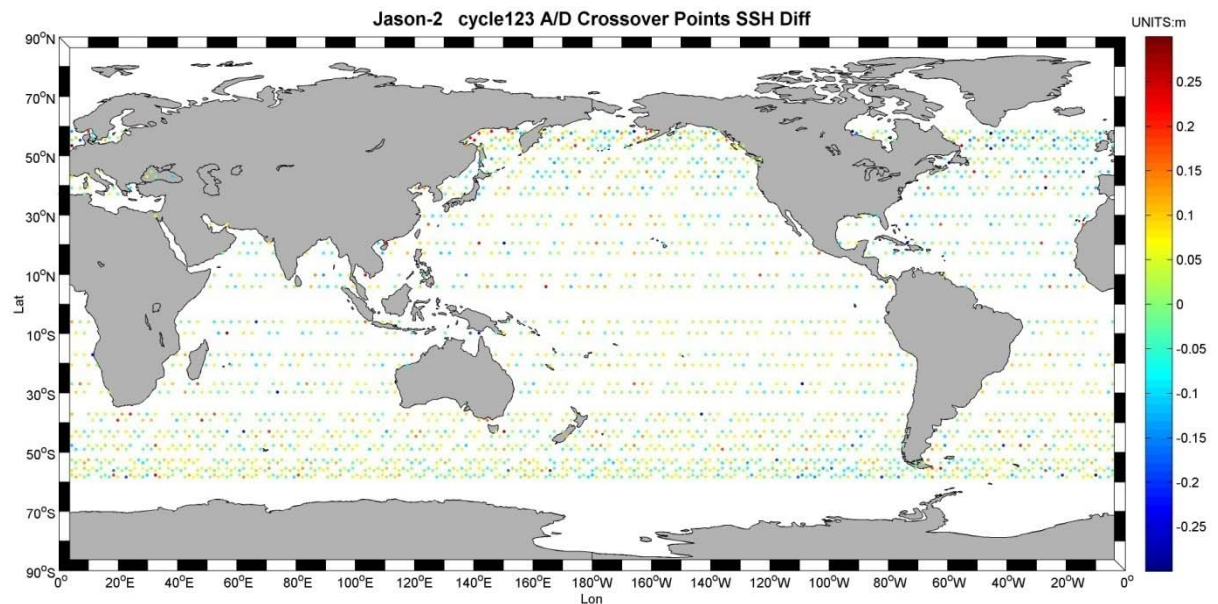 Jason-2 cycle123 A/D Crossover Points SSH Diff
UNITS:m
90°N
70°N
50°N
30°N
10°N
10°S
30°S
50°S
70°S
90°S
Lat
0° 20°E 40°E 60°E 80°E 100°E 120°E 140°E 160°E 180°W 160°W 140°W 120°W 100°W 80°W 60°W 40°W 20°W 0°
Lon
0.25
0.2
0.15
0.1
0.05
0
-0.05
-0.1
-0.15
-0.2
-0.25